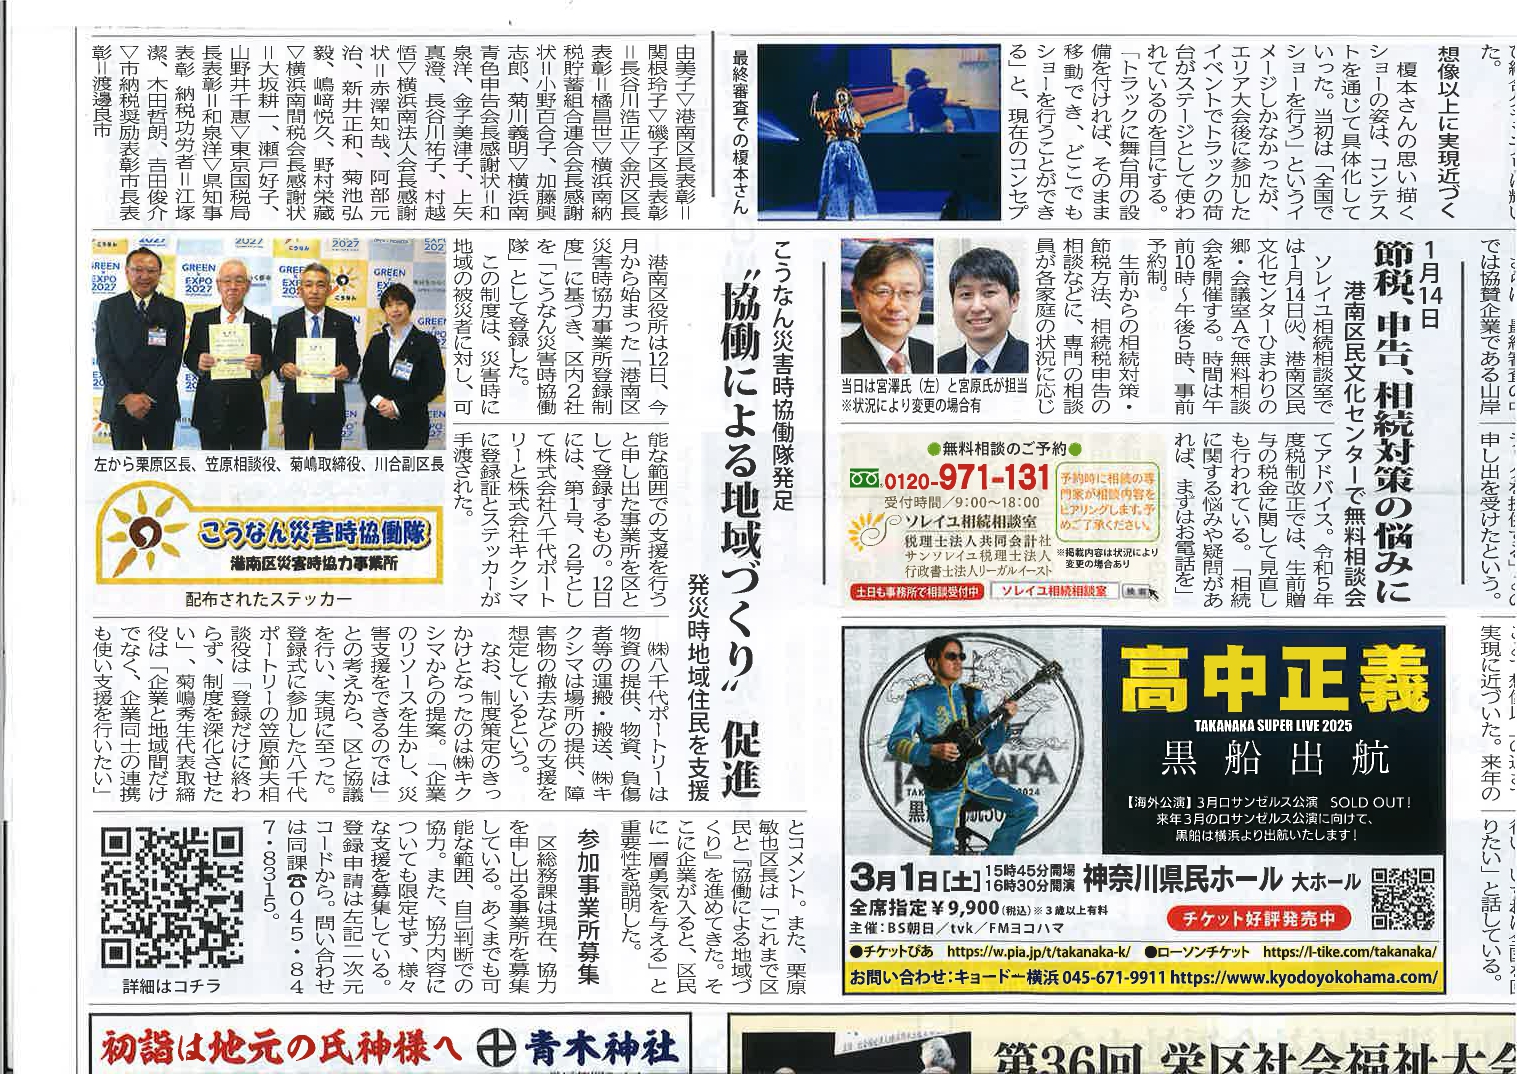 想像以上に実現近づく
榎本さんの思い描く
ショーの姿は、コンテス
トを通じて具体化して
いった。当初は「全国で
ショーを行う」というイ
メージしかなかったが、
エリア大会後に参加した
イベントでトラックの荷
台がステージとして使わ
れているのを目にする。
「トラックに舞台用の設
備を付ければ、そのまま
移動でき、どこでも
ショーを行うことができ
る」と、現在のコンセプ
最終審査での榎本さん
由美子▽港南区長表彰＝
関根玲子▽磯子区長表彰
＝長谷川浩正▽金沢区長
表彰＝橘昌世▽横浜南納
税貯蓄組合連合会長感謝
状＝小野百合子、加藤興
志郎、菊川義明▽横浜南
青色申告会長感謝状＝和
泉洋、金子美津子、上矢
真澄、長谷川祐子、村越
悟▽横浜南法人会長感謝
状＝赤澤知哉、阿部元
治、新井正和、菊池弘
毅、嶋﨑悦久、野村栄蔵
▽横浜南間税会長感謝状
＝大坂耕一、瀬戸好子、
山野井千恵▽東京国税局
長表彰＝和泉洋▽県知事
表彰 納税功労者＝江塚
潔、木田哲朗、吉田俊介
▽市納税奨励表彰市長表
彰＝渡邊良市
では協賛企業である山岸
申し出を受けたという。
実現に近づいた。来年の
りたい」と話している。
1月14日
節税、申告、相続対策の悩みに
港南区民文化センターで無料相談会
ソレイユ相続相談室で
は1月14日㈫、港南区民
文化センターひまわりの
郷・会議室Aで無料相談
会を開催する。時間は午
前10時〜午後5時、事前
予約制。
生前からの相続対策・
節税方法、相続税申告の
相談などに、専門の相談
員が各家庭の状況に応じ
てアドバイス。令和5年
度税制改正では、生前贈
与の税金に関して見直し
も行われている。「相続
に関する悩みや疑問があ
れば、まずはお電話を」
当日は宮澤氏（左）と宮原氏が担当
※状況により変更の場合有
●無料相談のご予約●
0120-971-131
受付時間／9:00〜18:00
ソレイユ相続相談室
税理士法人共同会計社
サンソレイユ税理士法人
行政書士法人リーガルイースト
予約時に相続の専
門家が相談内容を
ヒアリングします。予
めご了承ください。
※掲載内容は状況により
変更の場合あり
土日も事務所で相談受付中
ソレイユ相続相談室
検索
こうなん災害時協働隊発足
〝協働による地域づくり〟促進
発災時地域住民を支援
港南区役所は12日、今
月から始まった「港南区
災害時協力事業所登録制
度」に基づき、区内2社
を「こうなん災害時協働
隊」として登録した。
この制度は、災害時に
地域の被災者に対し、可
能な範囲での支援を行う
と申し出た事業所を区と
して登録するもの。12日
には、第1号、2号とし
て株式会社八千代ポート
リーと株式会社キクシマ
に登録証とステッカーが
手渡された。
㈱八千代ポートリーは
物資の提供、物資、負傷
者等の運搬・搬送、㈱キ
クシマは場所の提供、障
害物の撤去などの支援を
想定しているという。
なお、制度策定のきっ
かけとなったのは㈱キク
シマからの提案。「企業
のリソースを生かし、災
害支援をできるのでは」
との考えから、区と協議
を行い、実現に至った。
登録式に参加した八千代
ポートリーの笠原節夫相
談役は「登録だけに終わ
らず、制度を深化させた
い」、菊嶋秀生代表取締
役は「企業と地域間だけ
でなく、企業同士の連携
も使い支援を行いたい」
とコメント。また、栗原
敏也区長は「これまで区
民と『協働による地域づ
くり』を進めてきた。そ
こに企業が入ると、区民
に一層勇気を与える」と
重要性を説明した。
参加事業所募集
区総務課は現在、協力
を申し出る事業所を募集
している。あくまでも可
能な範囲、自己判断での
協力。また、協力内容に
ついても限定せず、様々
な支援を募集している。
登録申請は左記二次元
コードから。問い合わせ
は同課☎045・84
7・8315。
GREEN×EXPO 2027
左から栗原区長、笠原相談役、菊嶋取締役、川合副区長
こうなん災害時協働隊
港南区災害時協力事業所
配布されたステッカー
詳細はコチラ
高中正義
TAKANAKA SUPER LIVE 2025
黒船出航
【海外公演】3月ロサンゼルス公演　SOLD OUT！
来年3月のロサンゼルス公演に向けて、
黒船は横浜より出航いたします！
3月1日[土] 15時45分開場 16時30分開演 神奈川県民ホール 大ホール
全席指定￥9,900(税込) ※3歳以上有料
主催：BS朝日／tvk／FMヨコハマ
チケット好評発売中
●チケットぴあ　https://w.pia.jp/t/takanaka-k/　●ローソンチケット　https://l-tike.com/takanaka/
お問い合わせ：キョードー横浜 045-671-9911 https://www.kyodoyokohama.com/
初詣は地元の氏神様へ 青木神社
第36回 栄区社会福祉大会